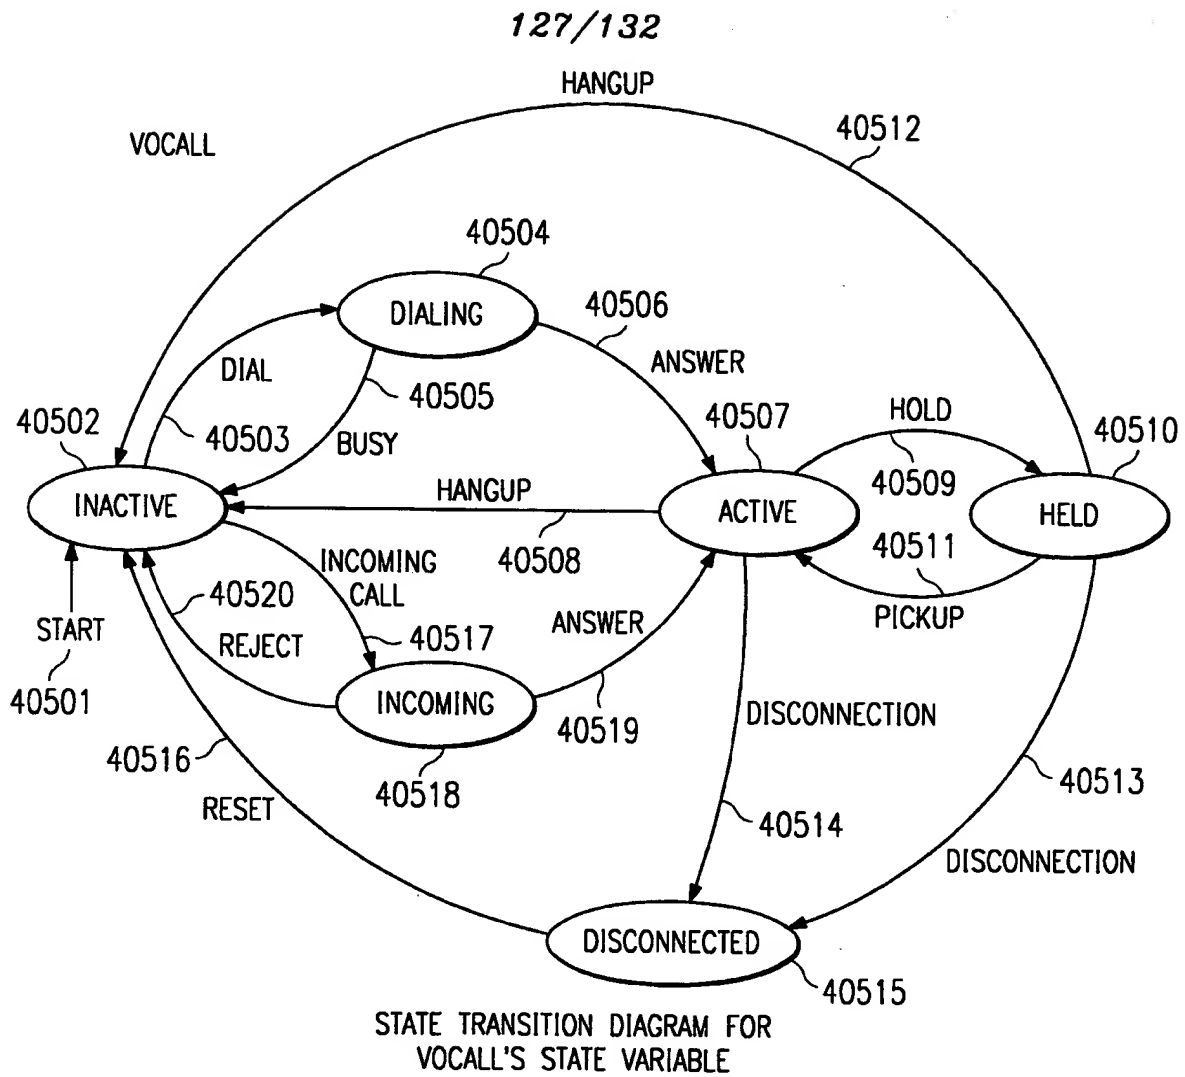 127/132
HANGUP
40512
VOCALL
40504
DIALING
40506
ANSWER
DIAL
40505
40507
HOLD
40502
40503
BUSY
40510
40509
INACTIVE
HANGUP
ACTIVE
HELD
40508
40511
INCOMING
CALL
40520
PICKUP
START
REJECT
40517
ANSWER
40501
INCOMING
40519
DISCONNECTION
40516
40518
40513
RESET
40514
DISCONNECTION
DISCONNECTED
40515
STATE TRANSITION DIAGRAM FOR
VOCALL'S STATE VARIABLE